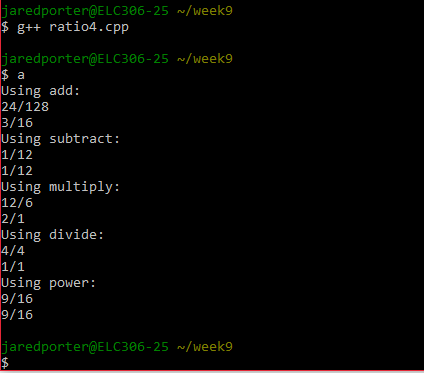 jaredporter@ELC306-25 ~/week9
$ g++ ratio4.cpp
jaredporter@ELC306-25 ~/week9
$ a
Using add:
24/128
3/16
Using subtract:
1/12
1/12
Using multiply:
12/6
2/1
Using divide:
4/4
1/1
Using power:
9/16
9/16
jaredporter@ELC306-25 ~/week9
$